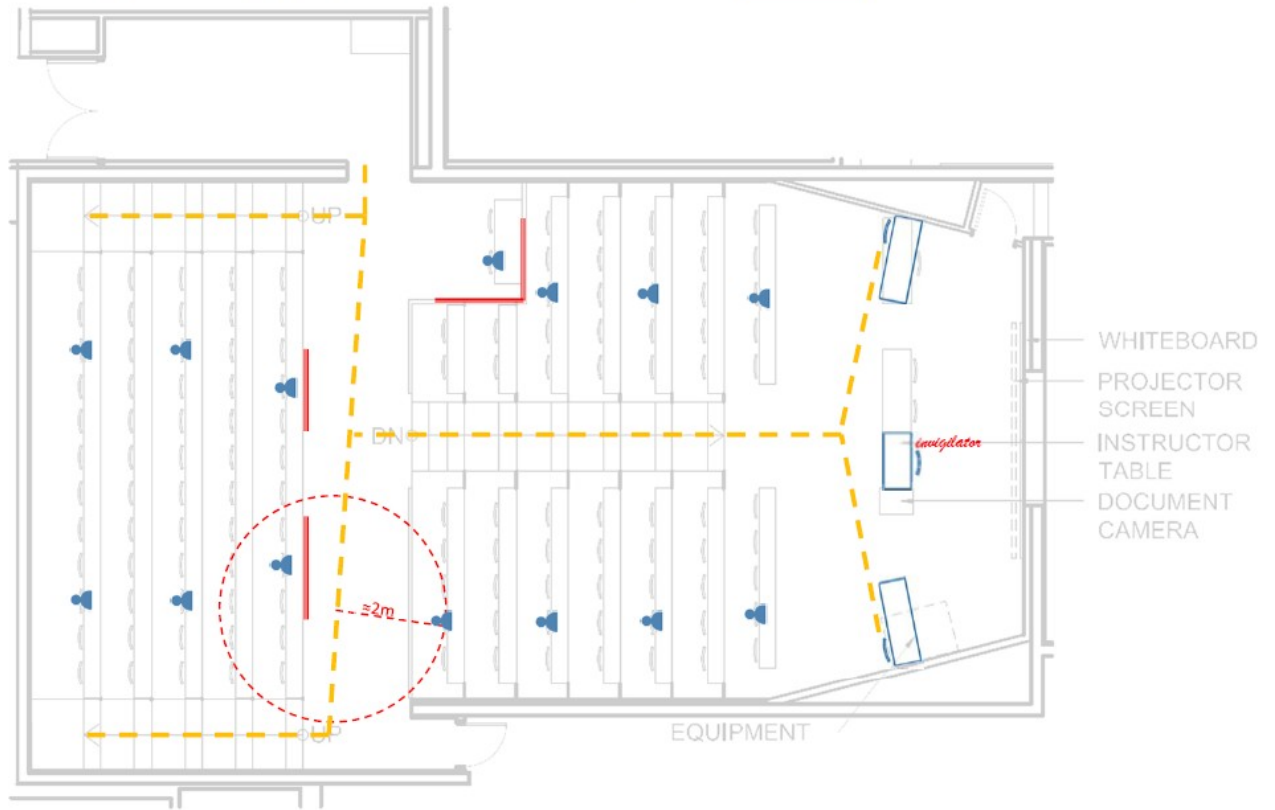 UP
WHITEBOARD
PROJECTOR
SCREEN
DN
invigilator
INSTRUCTOR
TABLE
DOCUMENT
CAMERA
≈2m
UP
EQUIPMENT